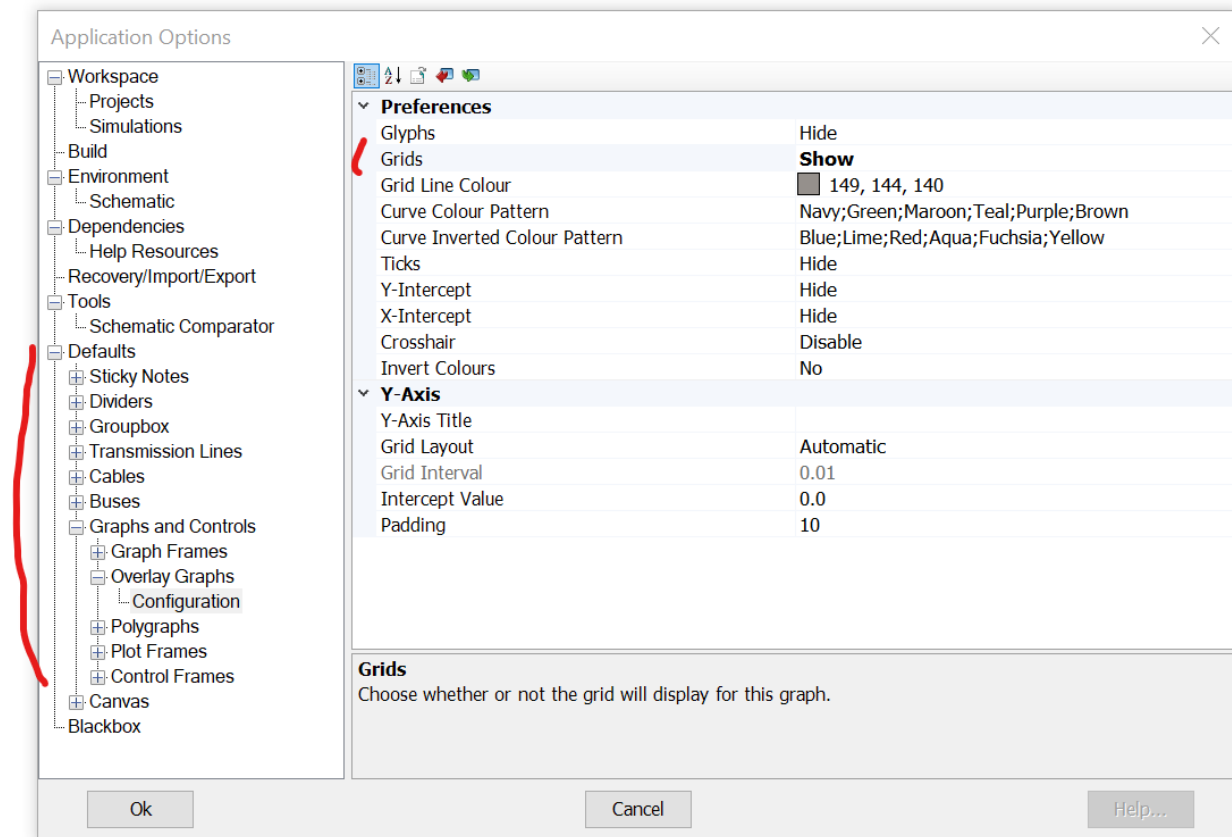 Application Options
Workspace
Projects
Simulations
Build
Environment
Schematic
Dependencies
Help Resources
Recovery/Import/Export
Tools
Schematic Comparator
Defaults
Sticky Notes
Dividers
Groupbox
Transmission Lines
Cables
Buses
Graphs and Controls
Graph Frames
Overlay Graphs
Configuration
Polygraphs
Plot Frames
Control Frames
Canvas
Blackbox
Preferences
Glyphs Hide
Grids Show
Grid Line Colour 149, 144, 140
Curve Colour Pattern Navy;Green;Maroon;Teal;Purple;Brown
Curve Inverted Colour Pattern Blue;Lime;Red;Aqua;Fuchsia;Yellow
Ticks Hide
Y-Intercept Hide
X-Intercept Hide
Crosshair Disable
Invert Colours No
Y-Axis
Y-Axis Title
Grid Layout Automatic
Grid Interval 0.01
Intercept Value 0.0
Padding 10
Grids
Choose whether or not the grid will display for this graph.
Ok Cancel Help...